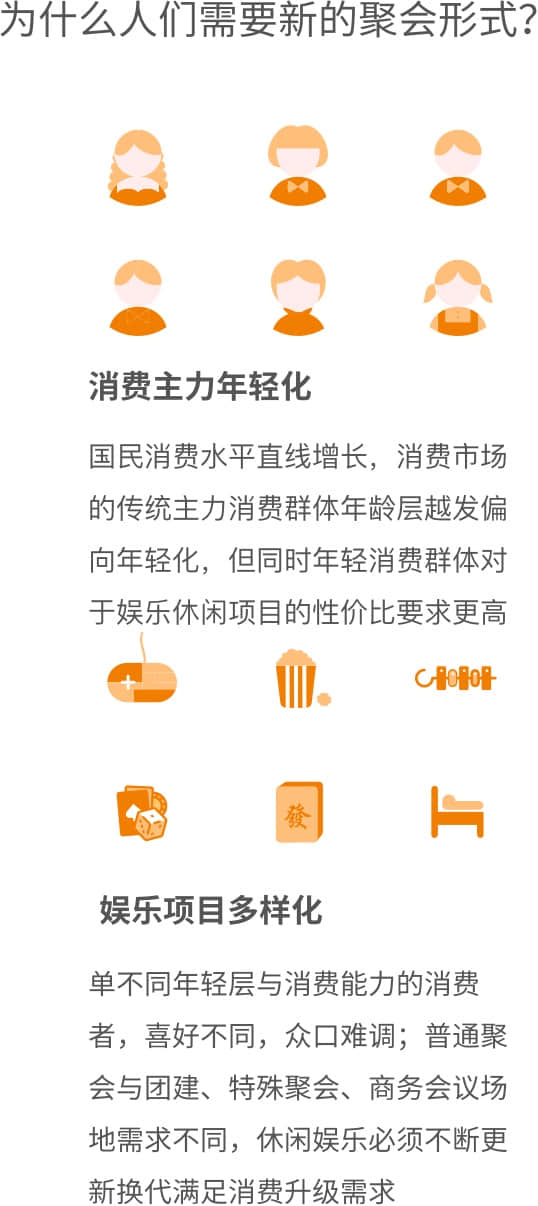 为什么人们需要新的聚会形式？
消费主力年轻化
国民消费水平直线增长，消费市场
的传统主力消费群体年龄层越发偏
向年轻化，但同时年轻消费群体对
于娱乐休闲项目的性价比要求更高
發
娱乐项目多样化
单不同年轻层与消费能力的消费
者，喜好不同，众口难调；普通聚
会与团建、特殊聚会、商务会议场
地需求不同，休闲娱乐必须不断更
新换代满足消费升级需求